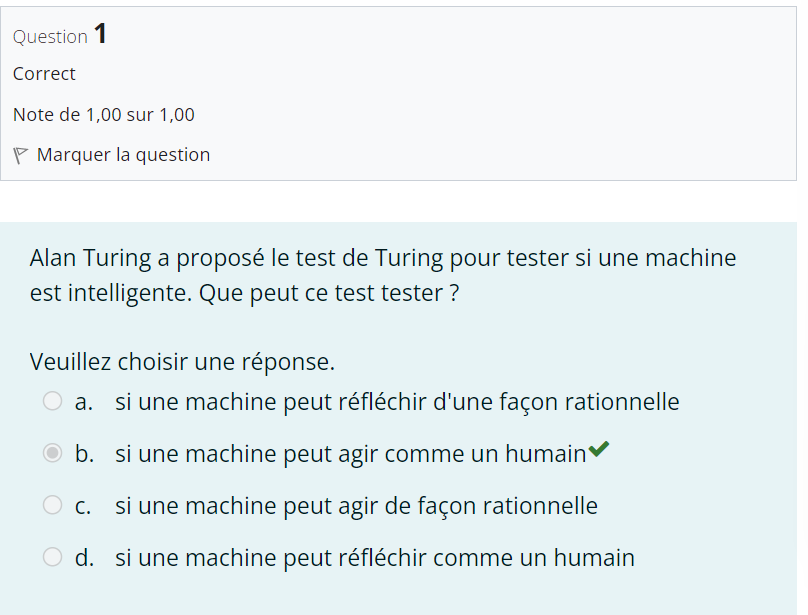 Question 1
Correct
Note de 1,00 sur 1,00
Marquer la question
Alan Turing a proposé le test de Turing pour tester si une machine
est intelligente. Que peut ce test tester ?
Veuillez choisir une réponse.
a. si une machine peut réfléchir d'une façon rationnelle
b. si une machine peut agir comme un humain
c. si une machine peut agir de façon rationnelle
d. si une machine peut réfléchir comme un humain